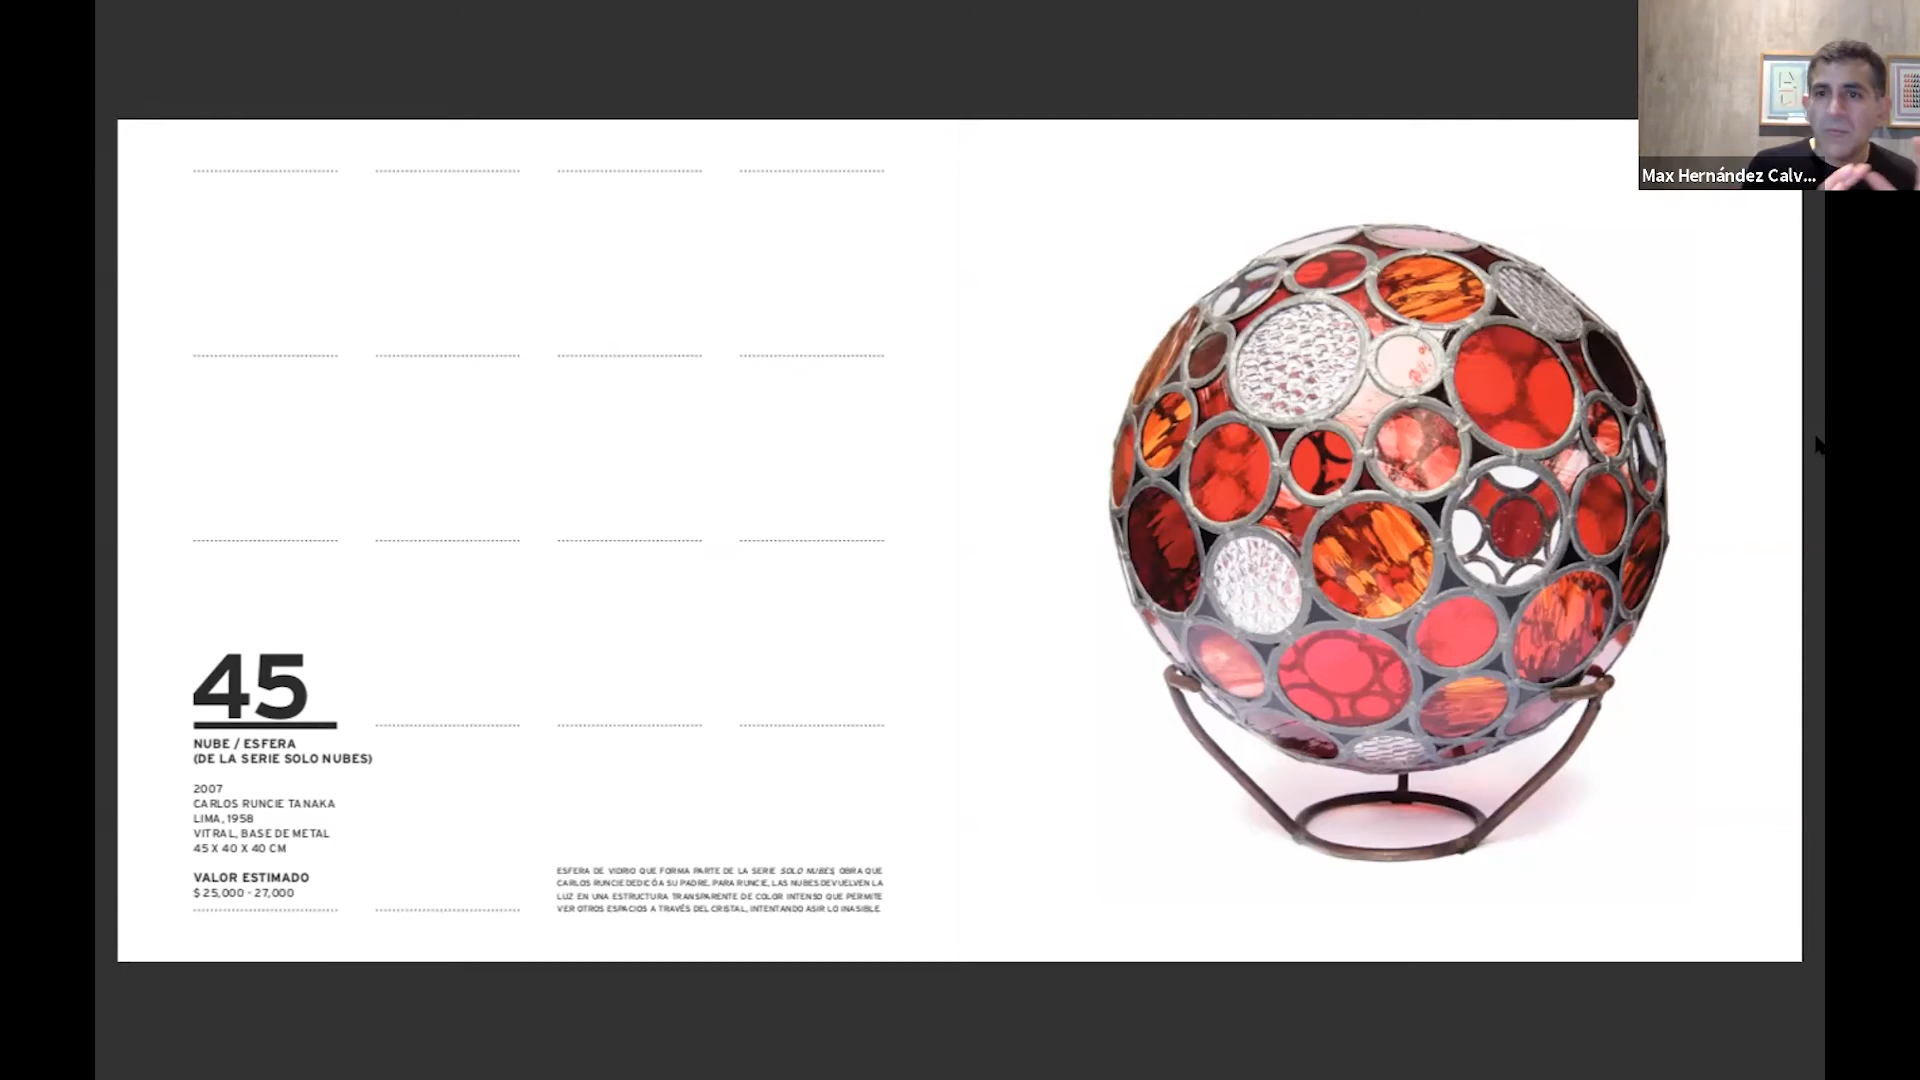 Max Hernández Calv...
45
NUBE / ESFERA
(DE LA SERIE SOLO NUBES)
2007
CARLOS RUNCIE TANAKA
LIMA, 1958
VITRAL, BASE DE METAL
45 X 40 X 40 CM
VALOR ESTIMADO
$ 25,000 - 27,000
ESFERA DE VIDRIO QUE FORMA PARTE DE LA SERIE SOLO NUBES, OBRA QUE
CARLOS RUNCIE DEDICÓ A SU PADRE. PARA RUNCIE, LAS NUBES DEVUELVEN LA
LUZ EN UNA ESTRUCTURA TRANSPARENTE DE COLOR INTENSO QUE PERMITE
VER OTROS ESPACIOS A TRAVÉS DEL CRISTAL, INTENTANDO ASIR LO INASIBLE.